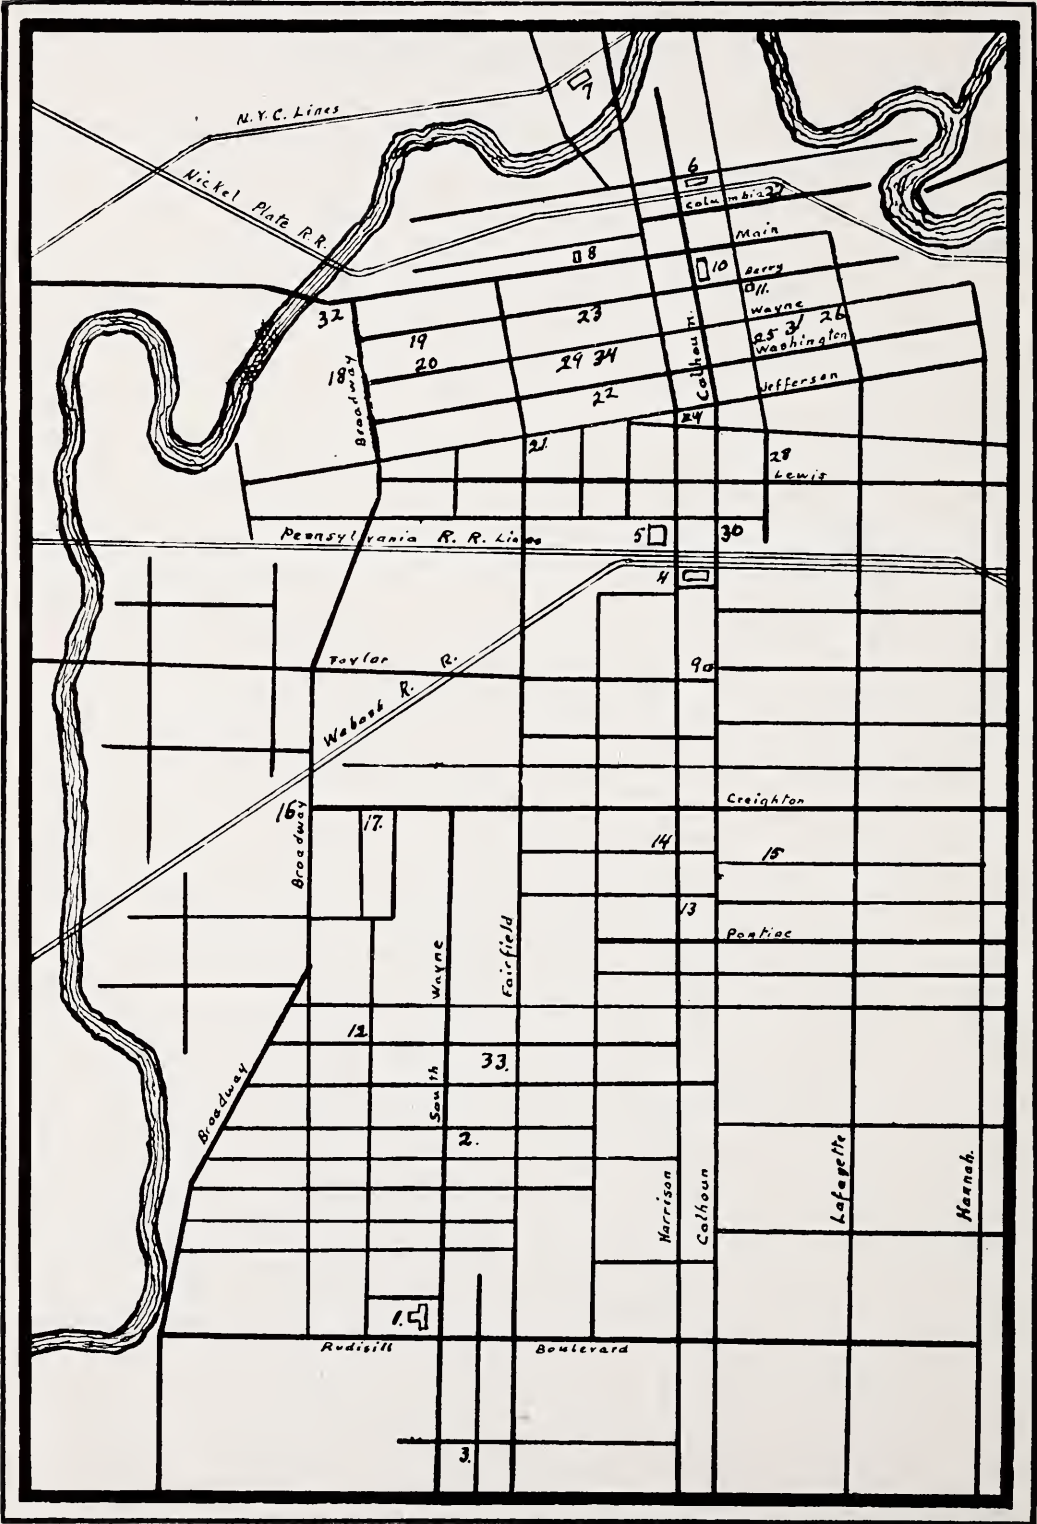 7
N.Y.C. Lines
Nickel Plate R.R.
6
Columbia 27
Main
8
10
Berry
11.
32
23
Wayne
19
25 31 26
Washington
18
20
29 34
Calhoun.
Broadway
22
Jefferson
24
21.
28
Lewis
Pennsylvania R. R. Lines
5
30
4
Taylor
9
Wabash R. R.
Creighton
16
Broadway
17.
14
15
13
Pontiac
South Wayne
Fairfield
12
33.
Broadway
2.
Harrison
Calhoun
Lafayette
Hannah.
1.
Rudisill Boulevard
3.